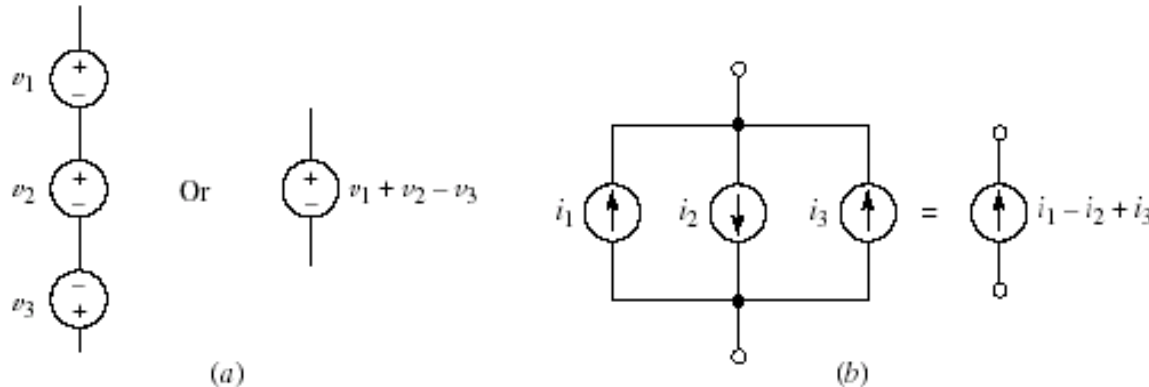 v₁
+
−
v₂
+
−
v₃
−
+
Or
+
−
v₁ + v₂ − v₃
(a)
i₁
i₂
i₃
=
i₁ − i₂ + i₃
(b)